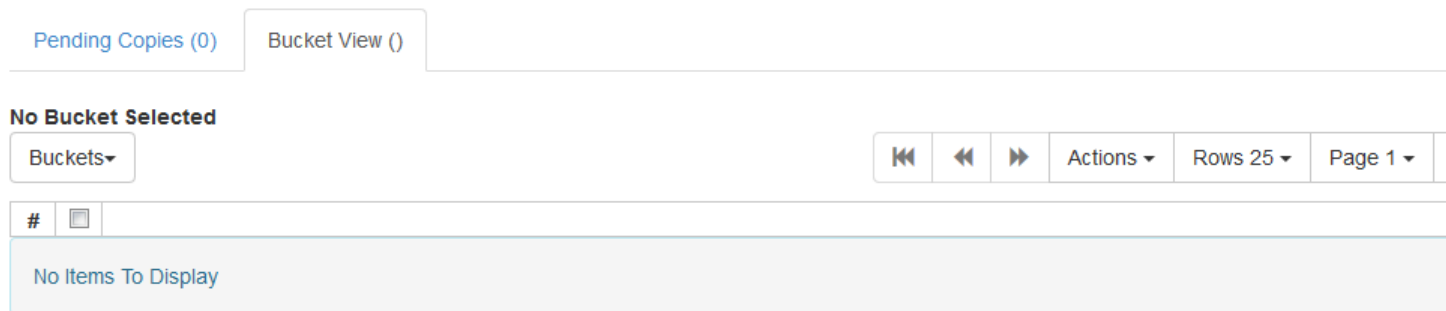 Pending Copies (0) Bucket View ()
No Bucket Selected
Buckets Actions Rows 25 Page 1
#
No Items To Display